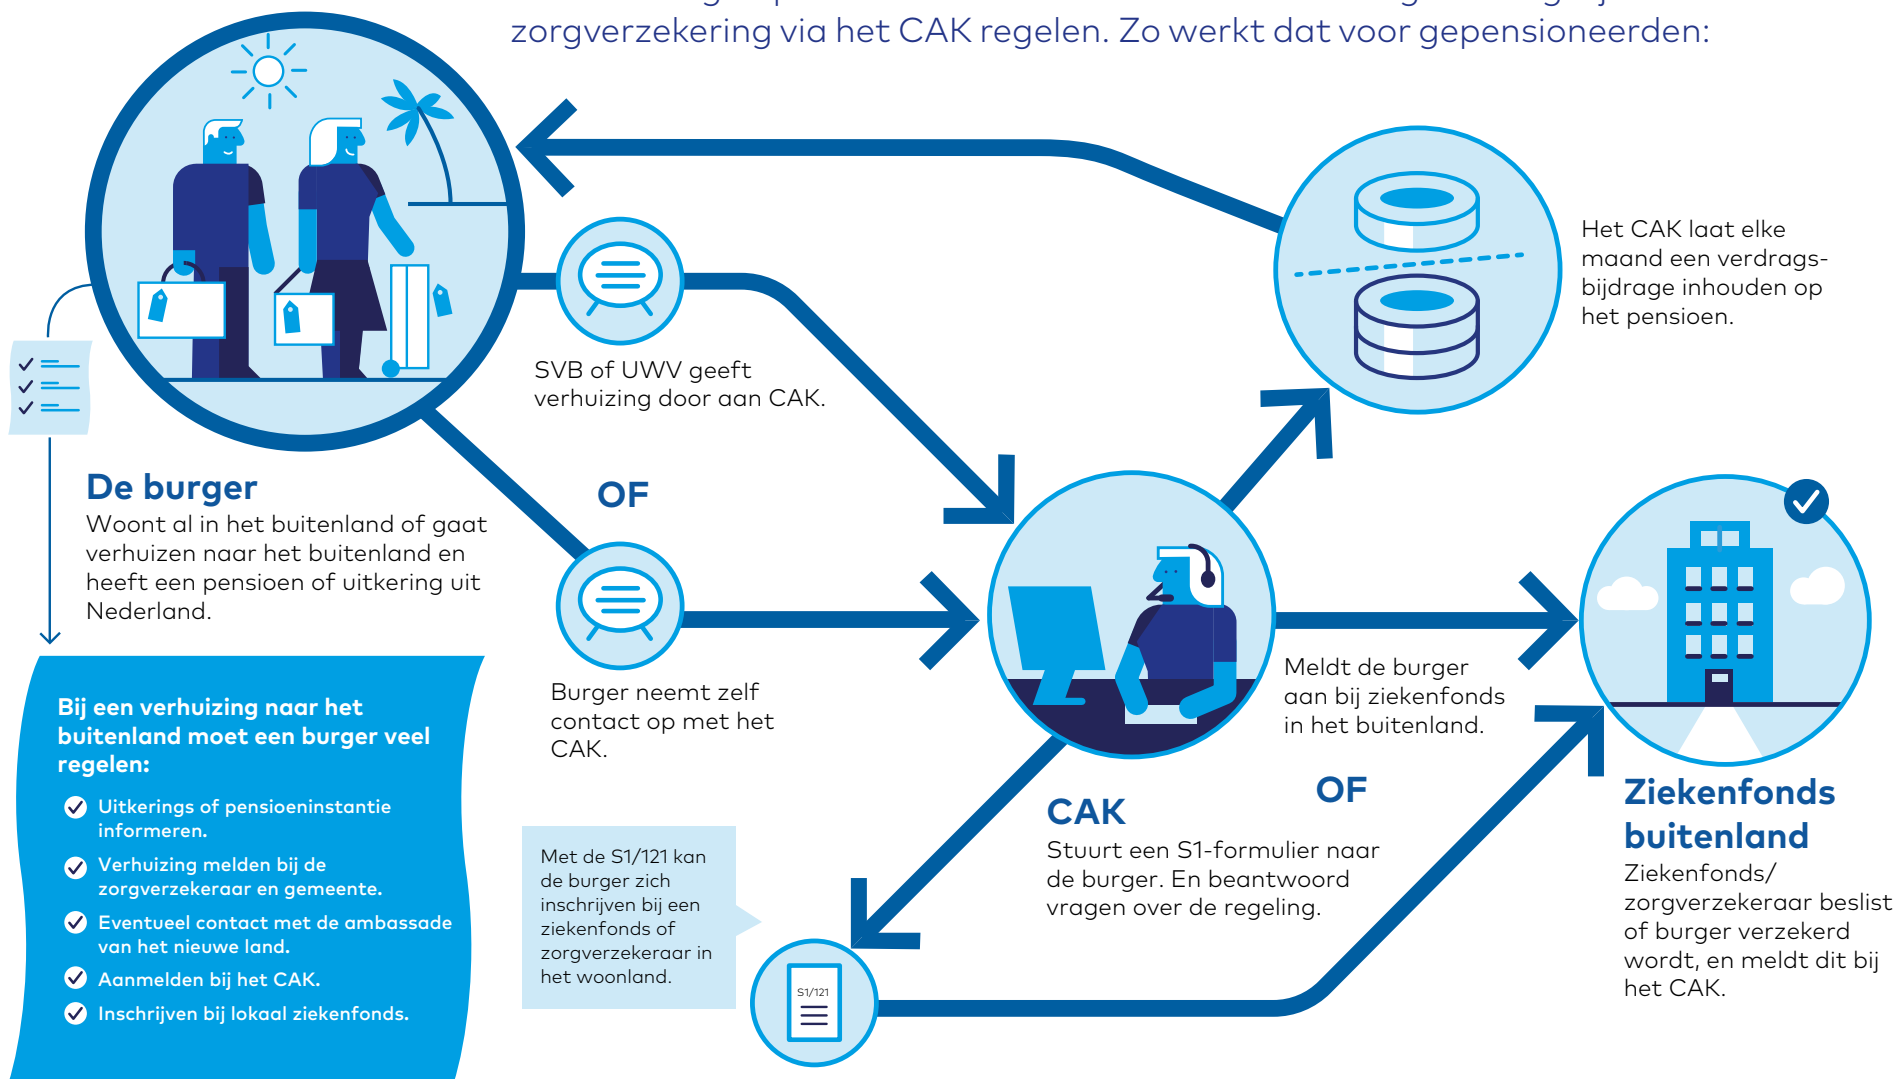 zorgverzekering via het CAK regelen. Zo werkt dat voor gepensioneerden:
Het CAK laat elke
maand een verdrags-
bijdrage inhouden op
het pensioen.
SVB of UWV geeft
verhuizing door aan CAK.
De burger
Woont al in het buitenland of gaat
verhuizen naar het buitenland en
heeft een pensioen of uitkering uit
Nederland.
OF
Burger neemt zelf
contact op met het
CAK.
Bij een verhuizing naar het
buitenland moet een burger veel
regelen:
Uitkerings of pensioeninstantie
informeren.
Verhuizing melden bij de
zorgverzekeraar en gemeente.
Eventueel contact met de ambassade
van het nieuwe land.
Aanmelden bij het CAK.
Inschrijven bij lokaal ziekenfonds.
Met de S1/121 kan
de burger zich
inschrijven bij een
ziekenfonds of
zorgverzekeraar in
het woonland.
S1/121
CAK
Stuurt een S1-formulier naar
de burger. En beantwoord
vragen over de regeling.
Meldt de burger
aan bij ziekenfonds
in het buitenland.
OF
Ziekenfonds
buitenland
Ziekenfonds/
zorgverzekeraar beslist
of burger verzekerd
wordt, en meldt dit bij
het CAK.